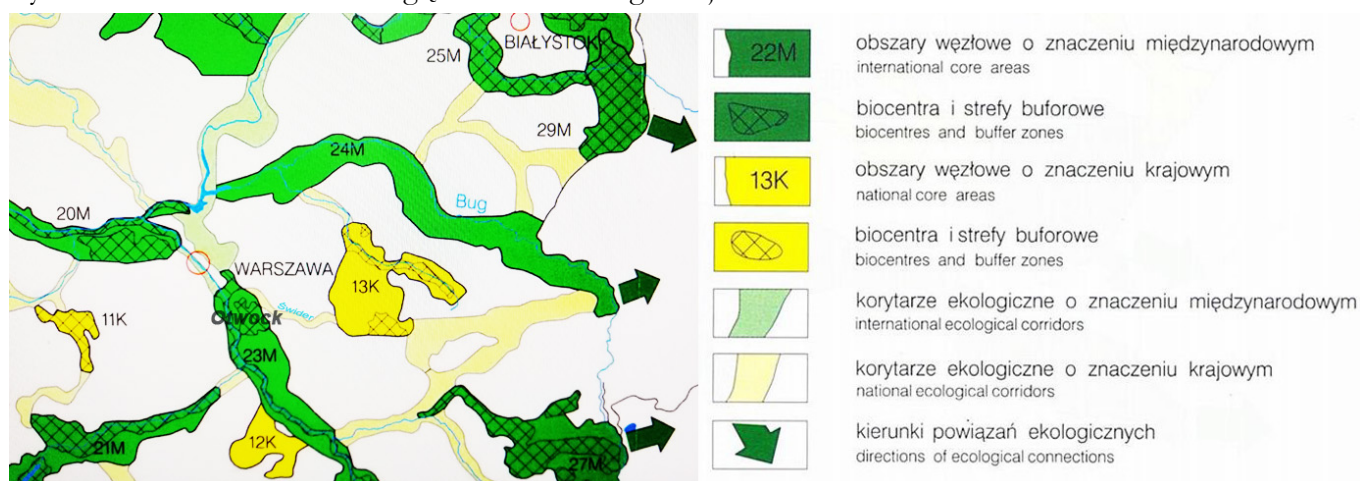 25M
BIAŁYSTOK
29M
24M
Bug
20M
WARSZAWA
13K
11K
Świder
Otwock
23M
12K
21M
27M
22M
obszary węzłowe o znaczeniu międzynarodowym
international core areas
biocentra i strefy buforowe
biocentres and buffer zones
13K
obszary węzłowe o znaczeniu krajowym
national core areas
biocentra i strefy buforowe
biocentres and buffer zones
korytarze ekologiczne o znaczeniu międzynarodowym
international ecological corridors
korytarze ekologiczne o znaczeniu krajowym
national ecological corridors
kierunki powiązań ekologicznych
directions of ecological connections